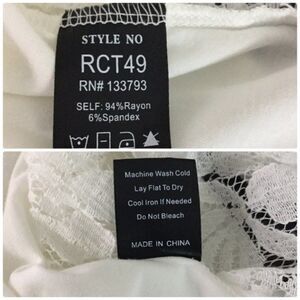 STYLE NO
RCT49
RN# 133793
SELF: 94%Rayon
6%Spandex
Machine Wash Cold
Lay Flat To Dry
Cool Iron If Needed
Do Not Bleach
MADE IN CHINA